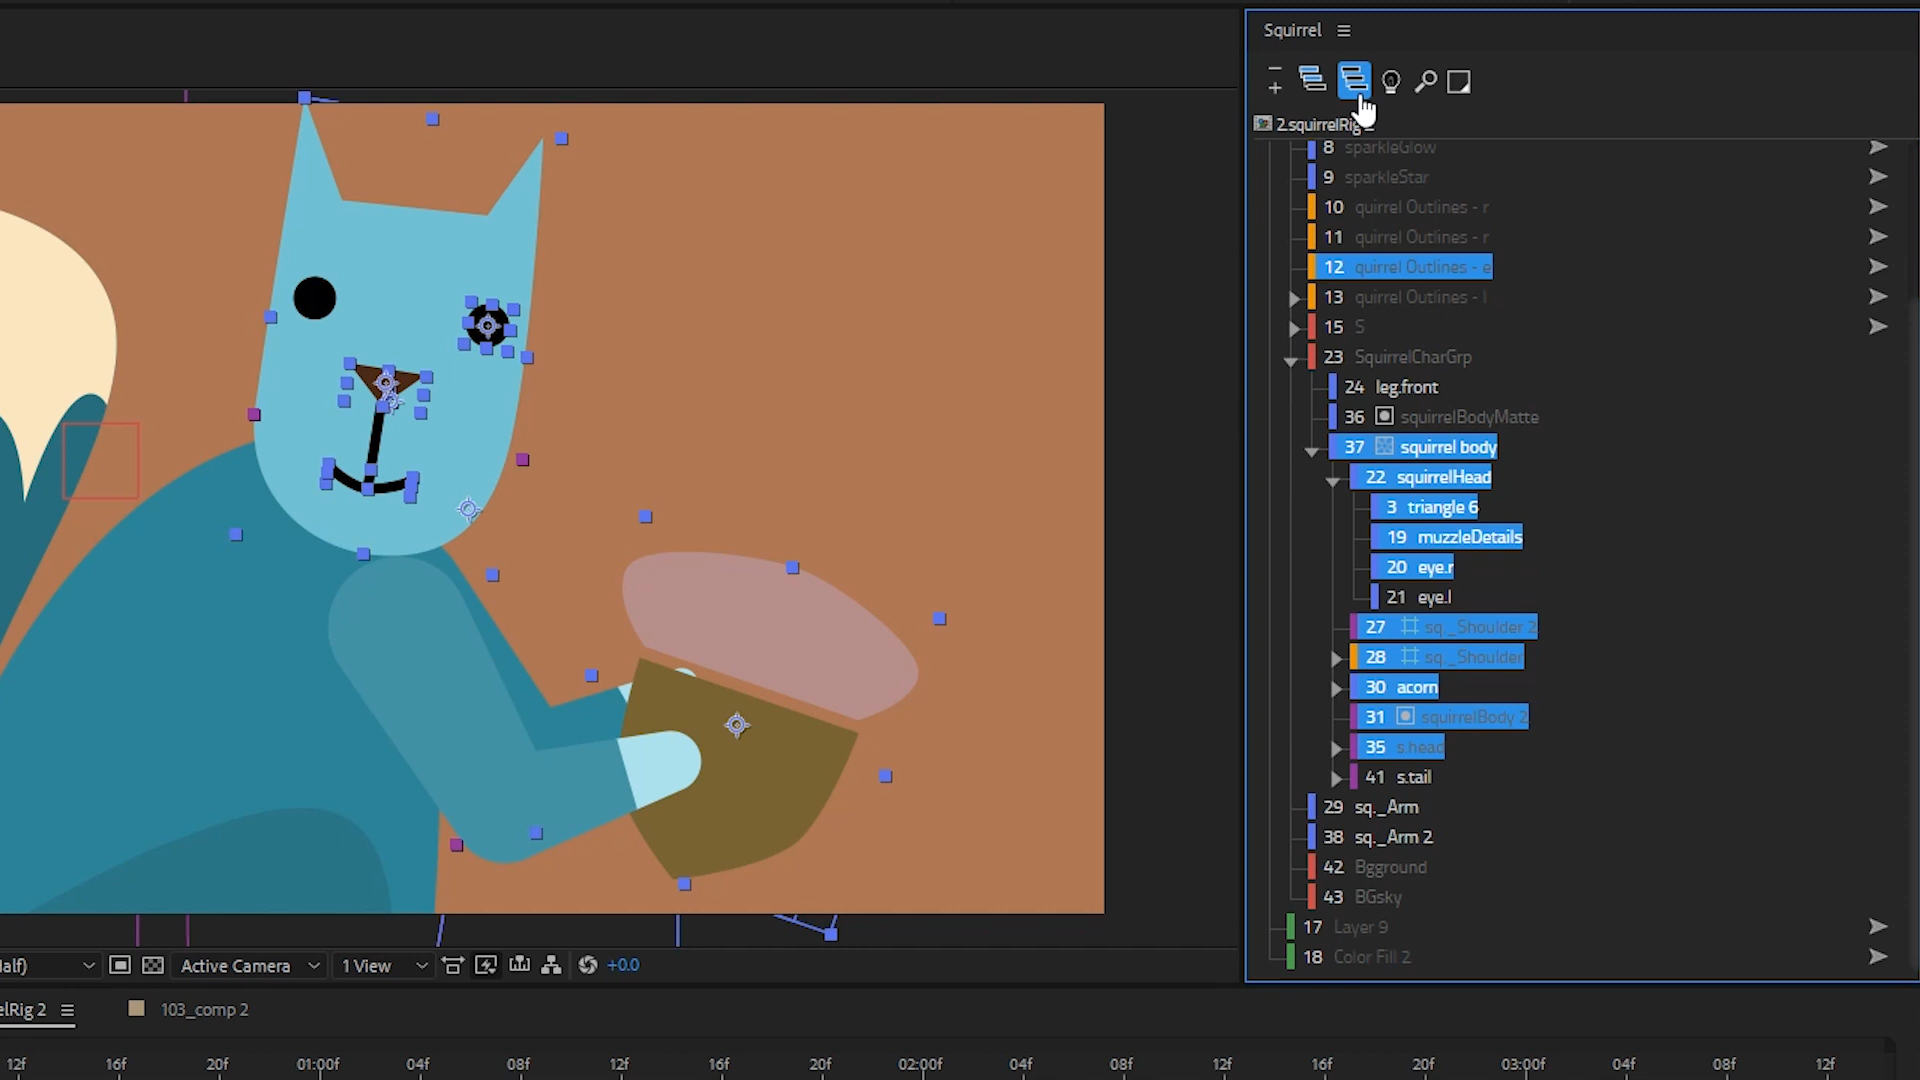 Squirrel
2.squirrelRig 2
8 sparkleGlow
9 sparkleStar
10 quirrel Outlines - r
11 quirrel Outlines - r
12 quirrel Outlines - e
13 quirrel Outlines - l
15 S
23 SquirrelCharGrp
24 leg.front
36 squirrelBodyMatte
37 squirrel body
22 squirrelHead
3 triangle 6
19 muzzleDetails
20 eye.r
21 eye.l
27 sq._Shoulder 2
28 sq._Shoulder
30 acorn
31 squirrelBody 2
35 s.head
41 s.tail
29 sq._Arm
38 sq._Arm 2
42 Bgground
43 BGsky
17 Layer 9
18 Color Fill 2
alf) Active Camera 1 View +0.0
elRig 2 103_comp 2
12f 16f 20f 01:00f 04f 08f 12f 16f 20f 02:00f 04f 08f 12f 16f 20f 03:00f 04f 08f 12f